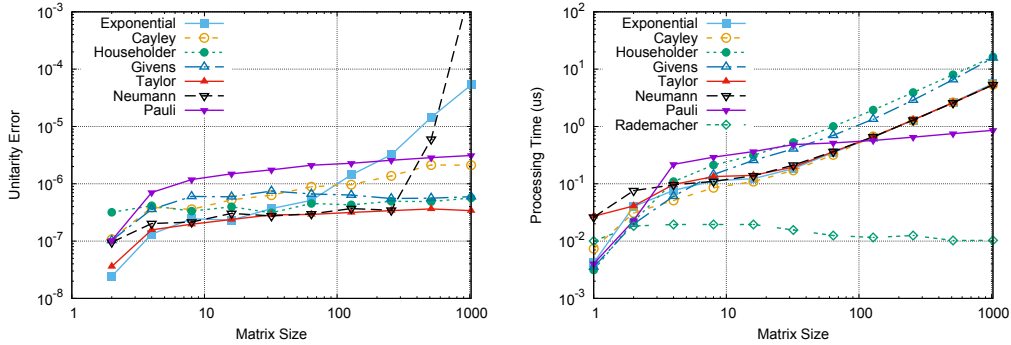 10^-3
10^-4
10^-5
10^-6
10^-7
10^-8
Unitarity Error
Exponential
Cayley
Householder
Givens
Taylor
Neumann
Pauli
1
10
100
1000
Matrix Size
10^2
10^1
10^0
10^-1
10^-2
10^-3
Processing Time (us)
Exponential
Cayley
Householder
Givens
Taylor
Neumann
Pauli
Rademacher
1
10
100
1000
Matrix Size